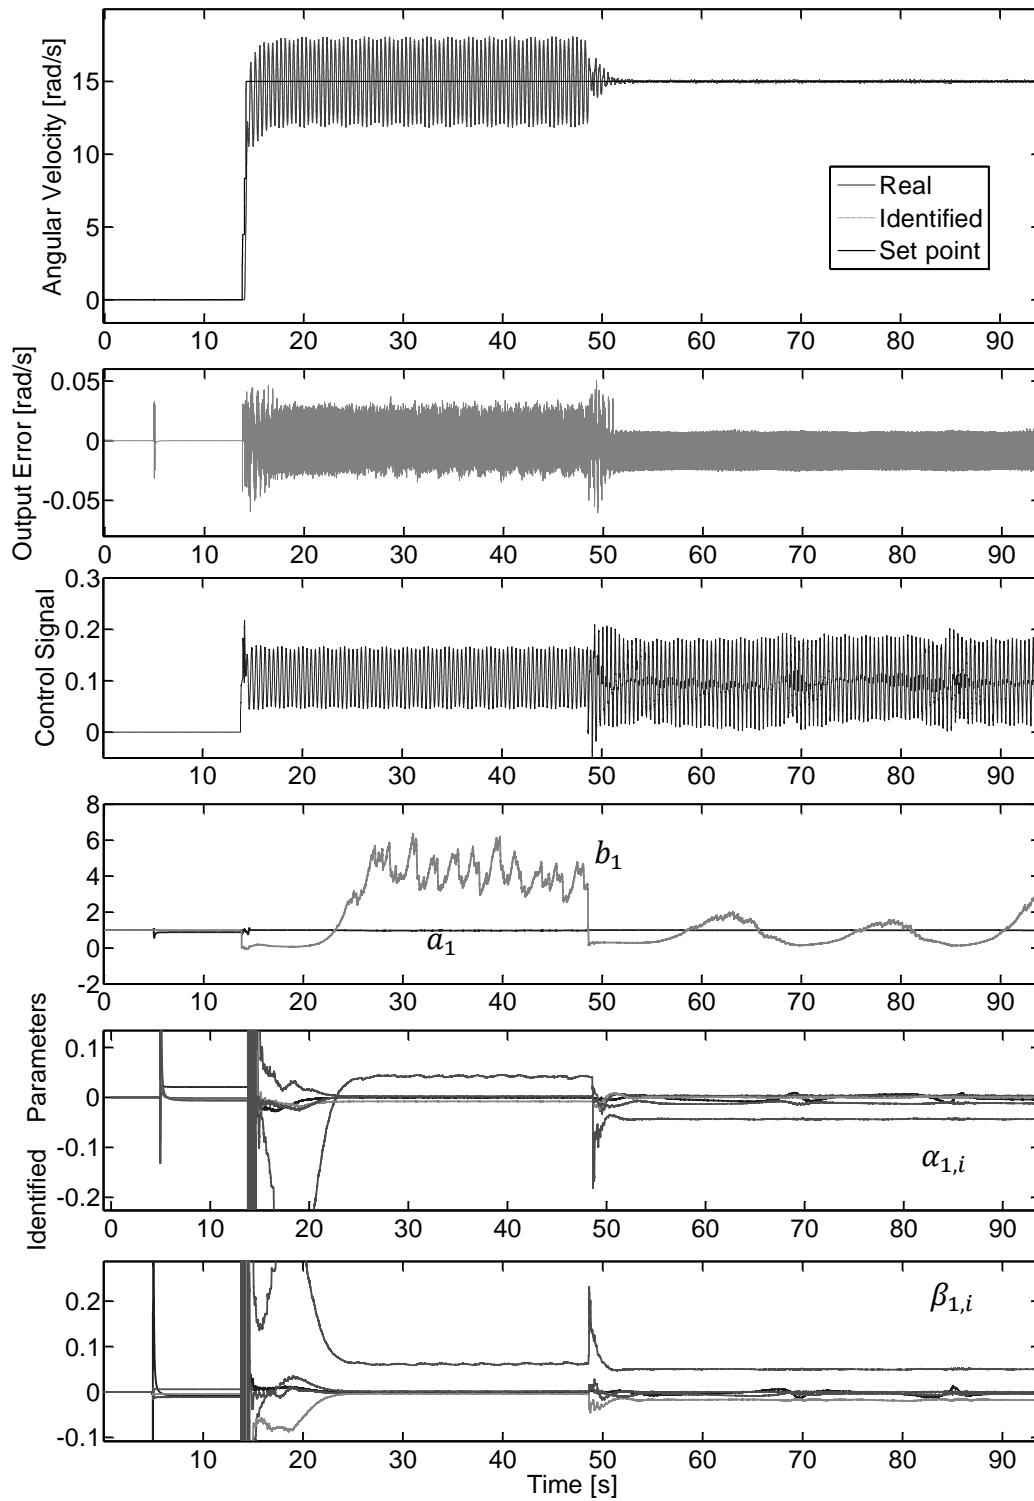 Angular Velocity [rad/s]
15
10
5
0
Real
Identified
Set point
0 10 20 30 40 50 60 70 80 90
Output Error [rad/s]
0.05
0
-0.05
0 10 20 30 40 50 60 70 80 90
Control Signal
0.3
0.2
0.1
0
10 20 30 40 50 60 70 80 90
8
6
4
2
0
-2
b₁
a₁
0 10 20 30 40 50 60 70 80 90
Identified Parameters
0.1
0
-0.1
-0.2
α₁,ᵢ
0 10 20 30 40 50 60 70 80 90
0.2
0.1
0
-0.1
β₁,ᵢ
0 10 20 30 40 50 60 70 80 90
Time [s]